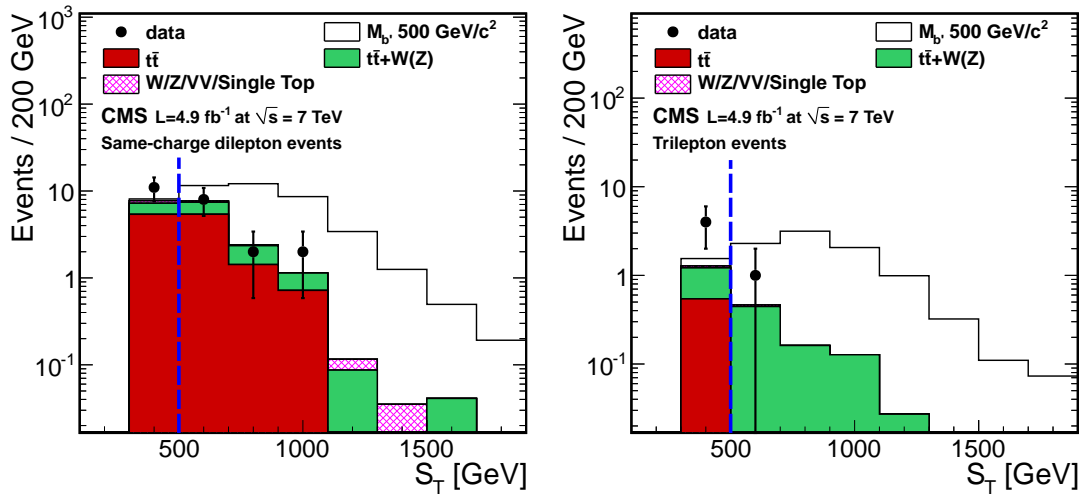 Events / 200 GeV
10³
10²
10
1
10⁻¹
data
M_b', 500 GeV/c²
tt̄
tt̄+W(Z)
W/Z/VV/Single Top
CMS L=4.9 fb⁻¹ at √s = 7 TeV
Same-charge dilepton events
500 1000 1500
S_T [GeV]
Events / 200 GeV
10²
10
1
10⁻¹
data
M_b', 500 GeV/c²
tt̄
tt̄+W(Z)
W/Z/VV/Single Top
CMS L=4.9 fb⁻¹ at √s = 7 TeV
Trilepton events
500 1000 1500
S_T [GeV]